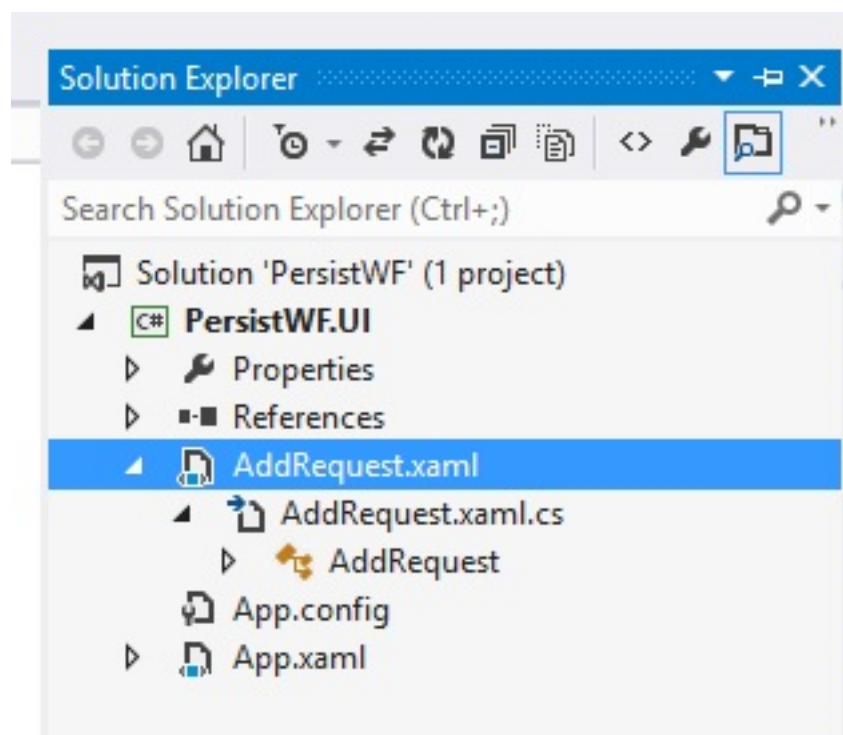 Solution Explorer
Search Solution Explorer (Ctrl+;)
Solution 'PersistWF' (1 project)
C# PersistWF.UI
Properties
References
AddRequest.xaml
AddRequest.xaml.cs
AddRequest
App.config
App.xaml